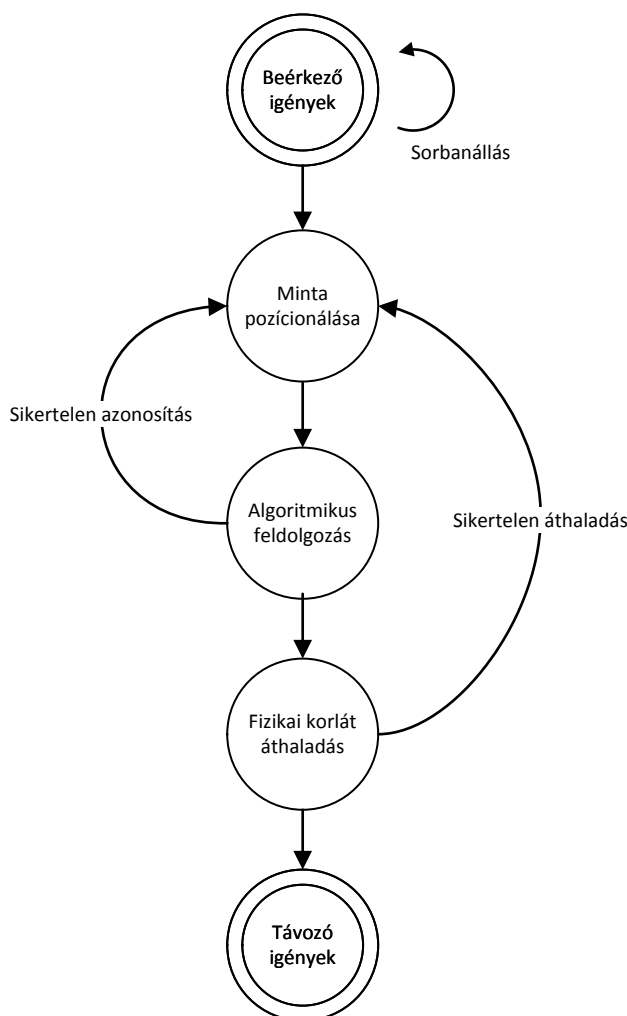 Beérkező
igények
Sorbanállás
Minta
pozícionálása
Sikertelen azonosítás
Algoritmikus
feldolgozás
Sikertelen áthaladás
Fizikai korlát
áthaladás
Távozó
igények